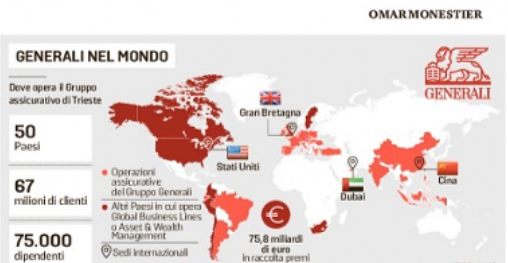 OMAR MONESTIER
GENERALI NEL MONDO
Dove opera il Gruppo
assicurativo di Trieste
50
Paesi
67
milioni di clienti
75.000
dipendenti
GENERALI
Gran Bretagna
Stati Uniti
Dubai
Cina
Operazioni
assicurative
del Gruppo Generali
Altri Paesi in cui opera
Global Business Lines
o Asset & Wealth
Management
Sedi internazionali
75,8 miliardi
di euro
in raccolta premi